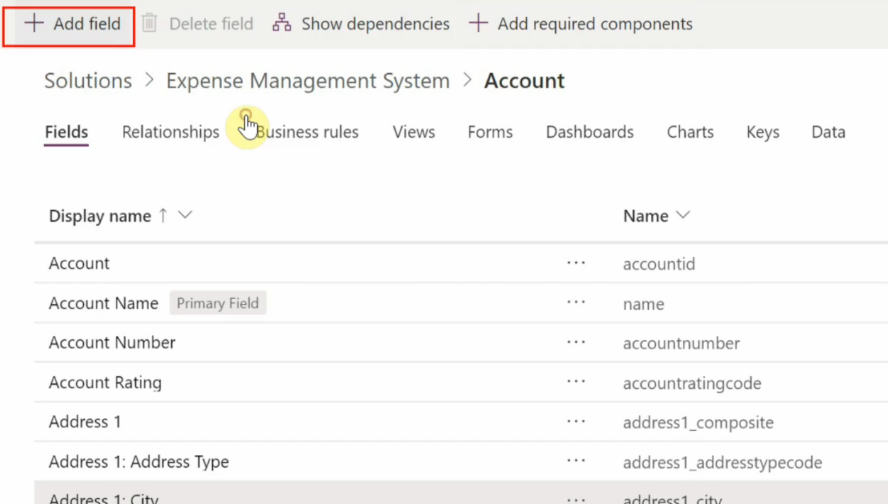 + Add field Delete field Show dependencies + Add required components
Solutions > Expense Management System > Account
Fields Relationships Business rules Views Forms Dashboards Charts Keys Data
Display name ↑ Name
Account ... accountid
Account Name Primary Field ... name
Account Number ... accountnumber
Account Rating ... accountratingcode
Address 1 ... address1_composite
Address 1: Address Type ... address1_addresstypecode
Address 1: City ... address1_city